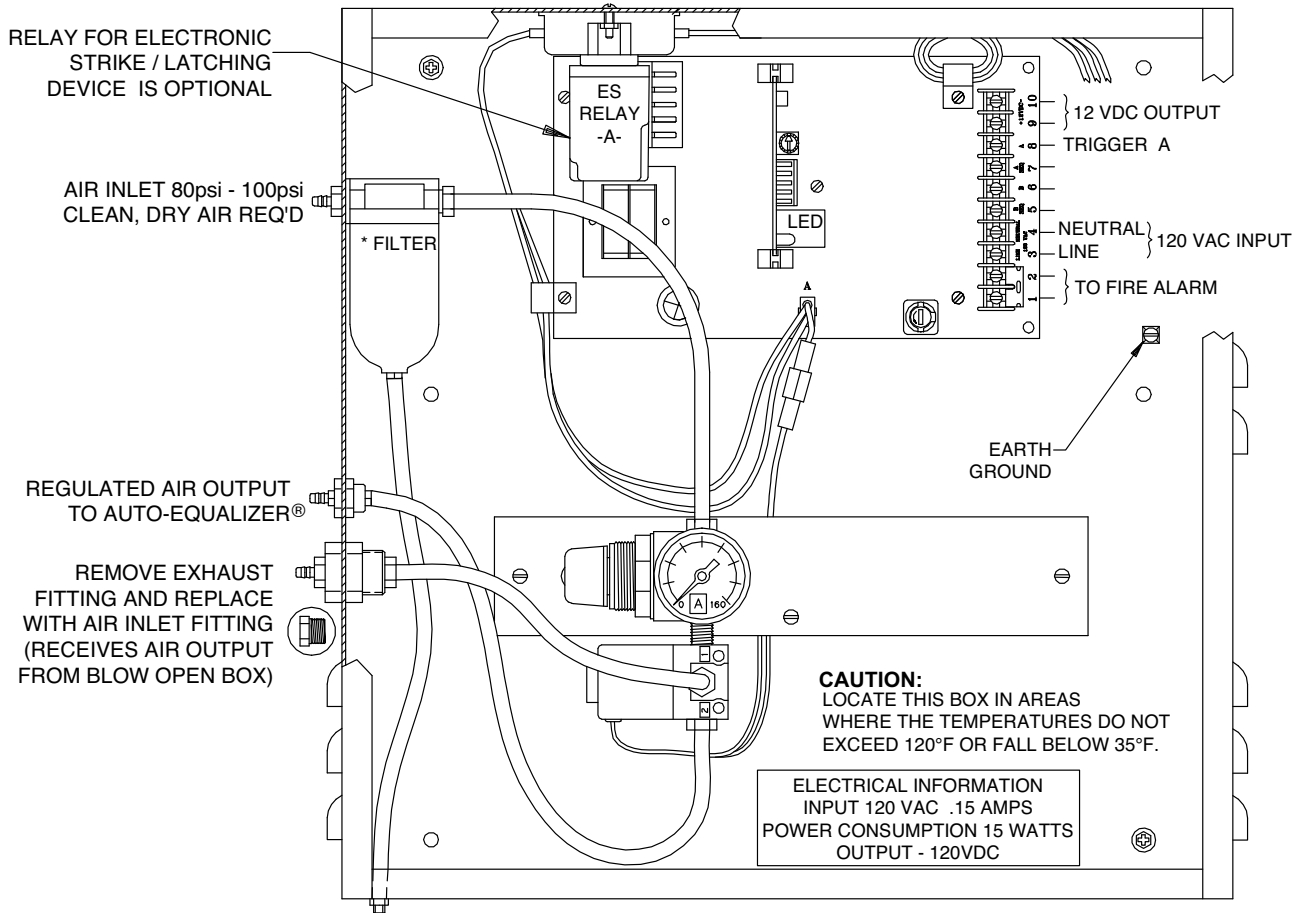 RELAY FOR ELECTRONIC
STRIKE / LATCHING
DEVICE IS OPTIONAL
ES
RELAY
-A-
AIR INLET 80psi - 100psi
CLEAN, DRY AIR REQ'D
* FILTER
LED
A
10
9
8
7
6
5
4
3
2
1
12 VDC OUTPUT
TRIGGER A
NEUTRAL
LINE
120 VAC INPUT
TO FIRE ALARM
EARTH
GROUND
REGULATED AIR OUTPUT
TO AUTO-EQUALIZER®
REMOVE EXHAUST
FITTING AND REPLACE
WITH AIR INLET FITTING
(RECEIVES AIR OUTPUT
FROM BLOW OPEN BOX)
0 A 160
1
2
CAUTION:
LOCATE THIS BOX IN AREAS
WHERE THE TEMPERATURES DO NOT
EXCEED 120°F OR FALL BELOW 35°F.
ELECTRICAL INFORMATION
INPUT 120 VAC .15 AMPS
POWER CONSUMPTION 15 WATTS
OUTPUT - 120VDC